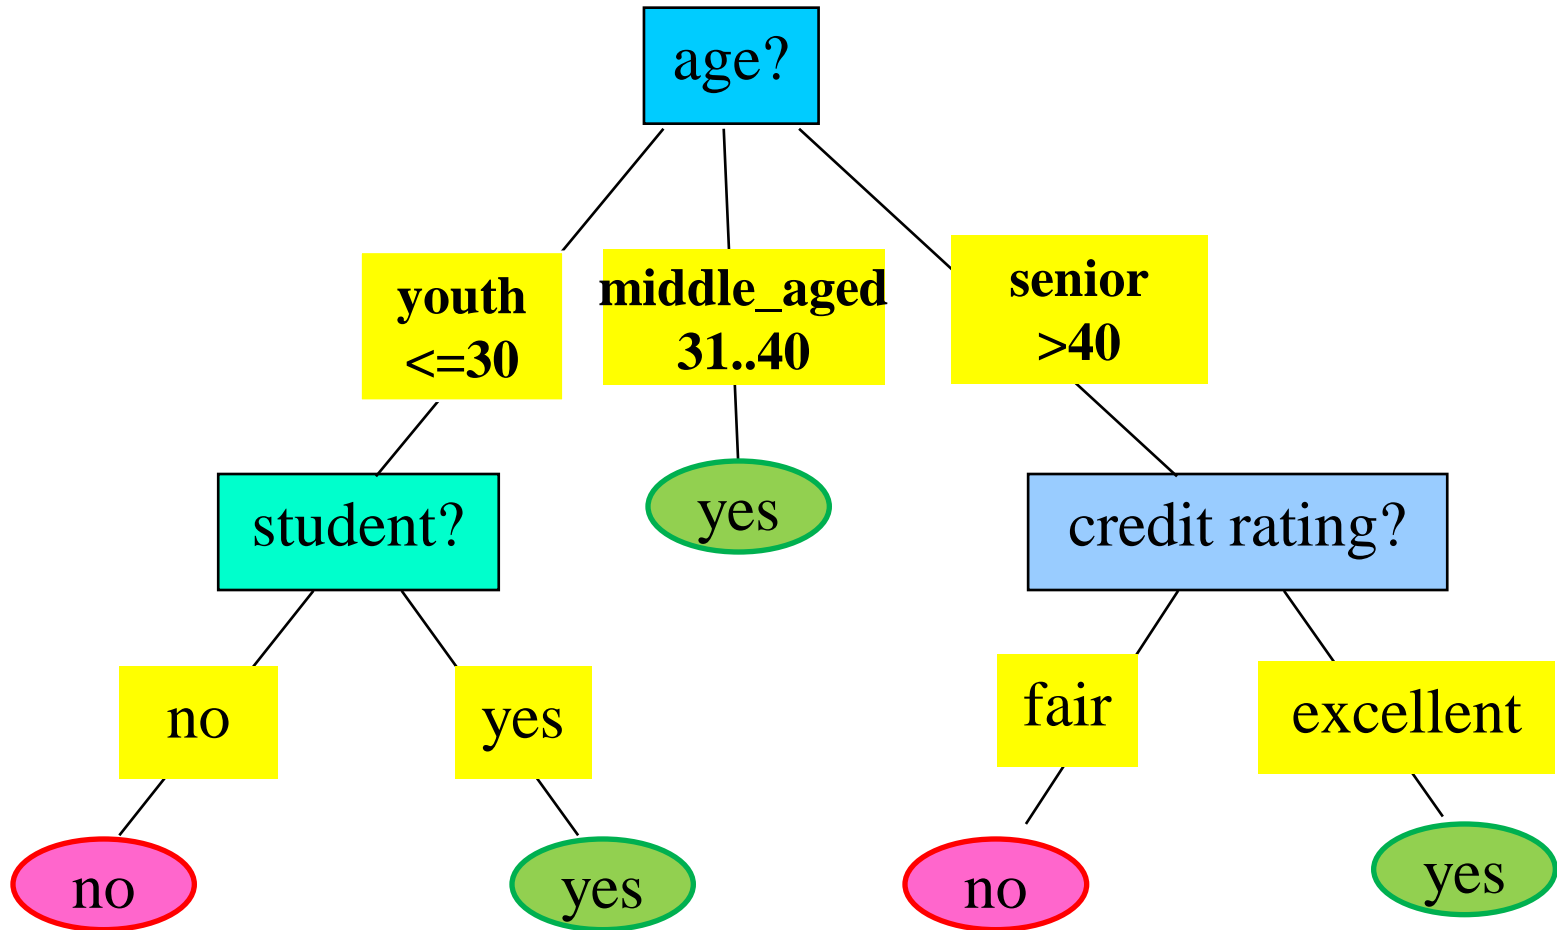 age?
youth
<=30
middle_aged
31..40
senior
>40
student?
yes
credit rating?
no
yes
fair
excellent
no
yes
no
yes